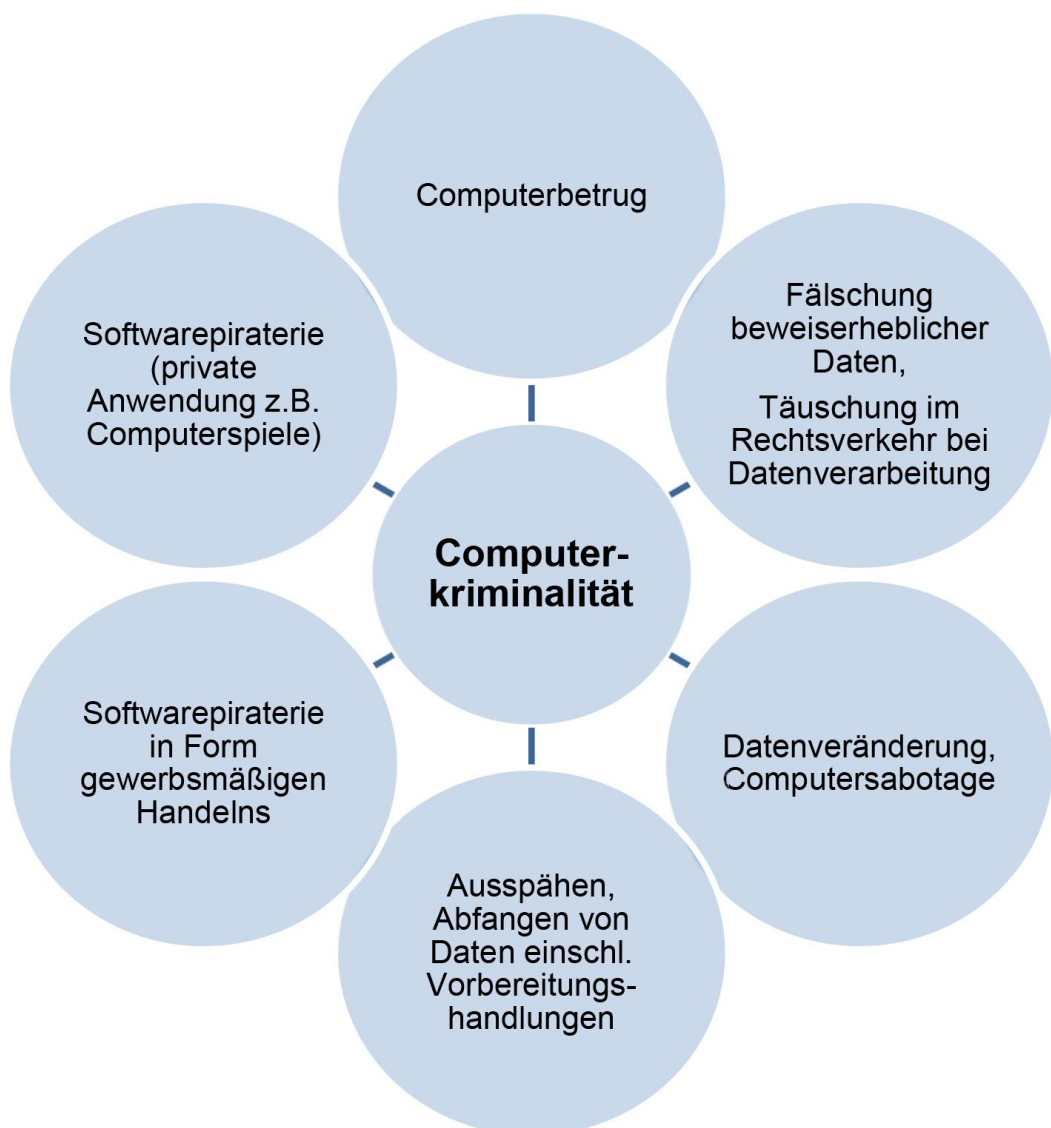 Computerbetrug
Fälschung
beweiserheblicher
Daten,
Täuschung im
Rechtsverkehr bei
Datenverarbeitung
Datenveränderung,
Computersabotage
Ausspähen,
Abfangen von
Daten einschl.
Vorbereitungs-
handlungen
Softwarepiraterie
in Form
gewerbsmäßigen
Handelns
Softwarepiraterie
(private
Anwendung z.B.
Computerspiele)
Computer-
kriminalität